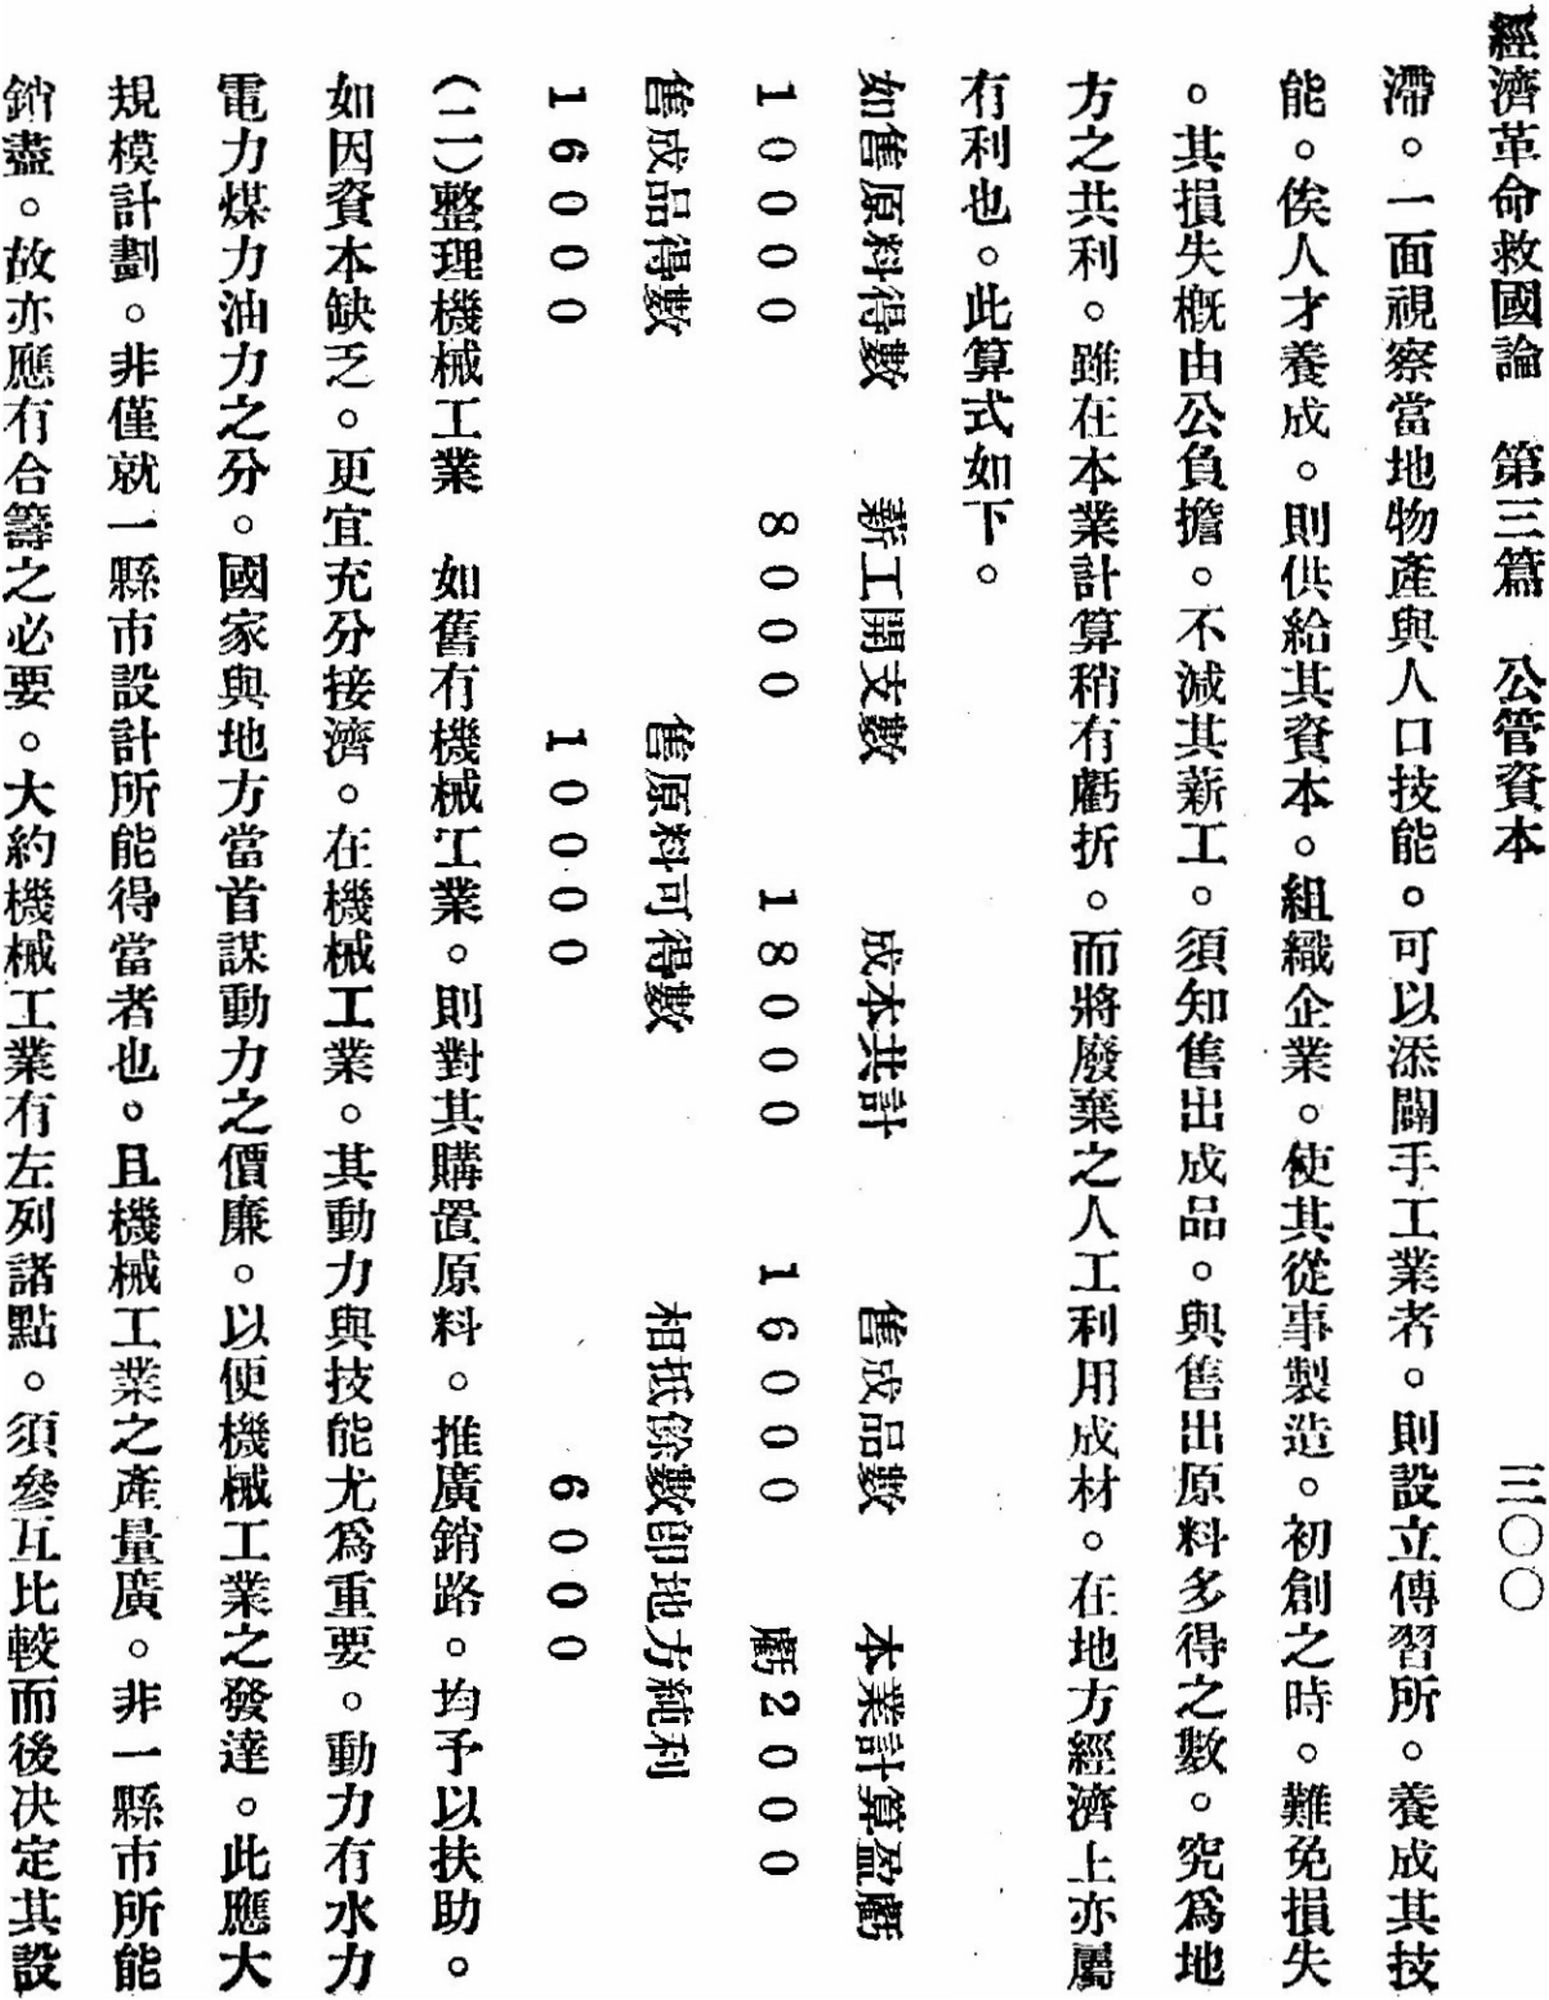 經濟革命救國論　第三篇　公管資本　三〇〇
滯。一面視察當地物產與人口技能。可以添闢手工業者。則設立傳習所。養成其技
能。俟人才養成。則供給其資本。組織企業。使其從事製造。初創之時。難免損失
。其損失概由公負擔。不減其薪工。須知售出成品。與售出原料多得之數。究爲地
方之共利。雖在本業計算稍有虧折。而將廢棄之人工利用成材。在地方經濟上亦屬
有利也。此算式如下。
如售原料得數　薪工開支數　成本共計　售成品數　本業計算盈虧
10000　8000　18000　16000　虧2000
售成品得數　售原料可得數　相抵餘數卽地方純利
16000　10000　6000
(二)整理機械工業　如舊有機械工業。則對其購置原料。推廣銷路。均予以扶助。
如因資本缺乏。更宜充分接濟。在機械工業。其動力與技能尤爲重要。動力有水力
電力煤力油力之分。國家與地方當首謀動力之價廉。以便機械工業之發達。此應大
規模計劃。非僅就一縣市設計所能得當者也。且機械工業之產量廣。非一縣市所能
銷盡。故亦應有合籌之必要。大約機械工業有左列諸點。須參互比較而後決定其設